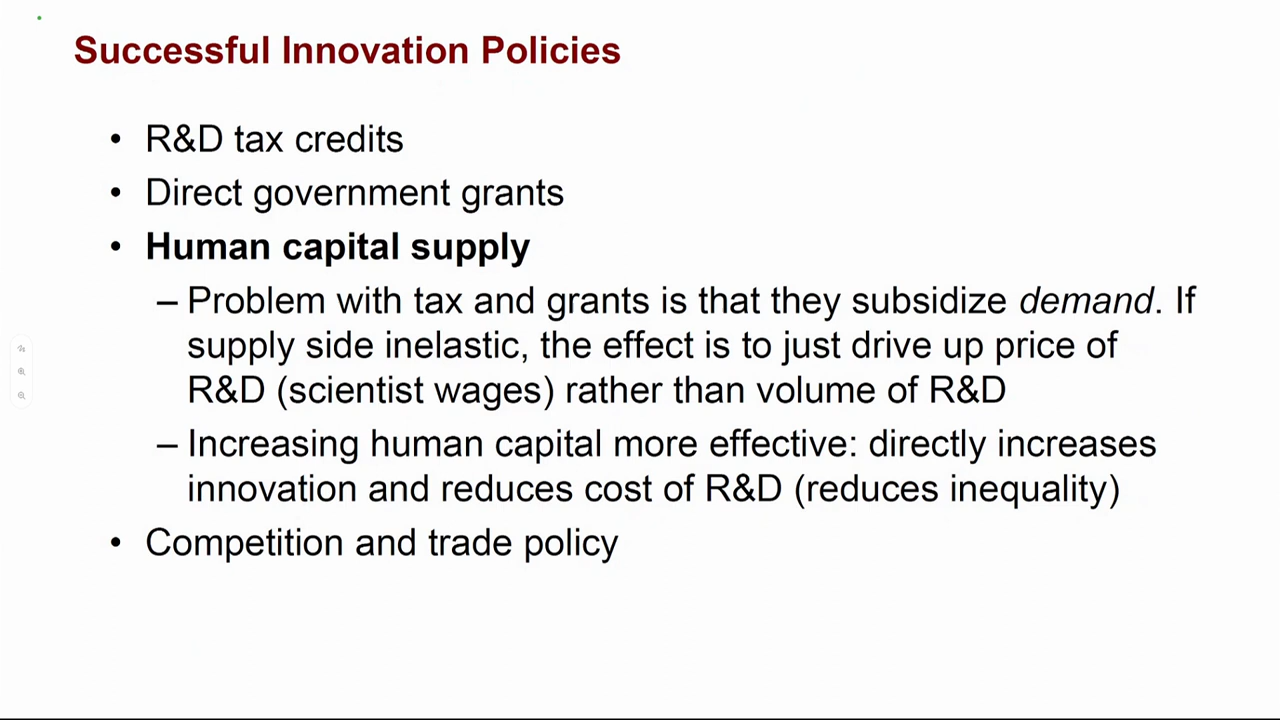 Successful Innovation Policies
• R&D tax credits
• Direct government grants
• Human capital supply
– Problem with tax and grants is that they subsidize demand. If
supply side inelastic, the effect is to just drive up price of
R&D (scientist wages) rather than volume of R&D
– Increasing human capital more effective: directly increases
innovation and reduces cost of R&D (reduces inequality)
• Competition and trade policy